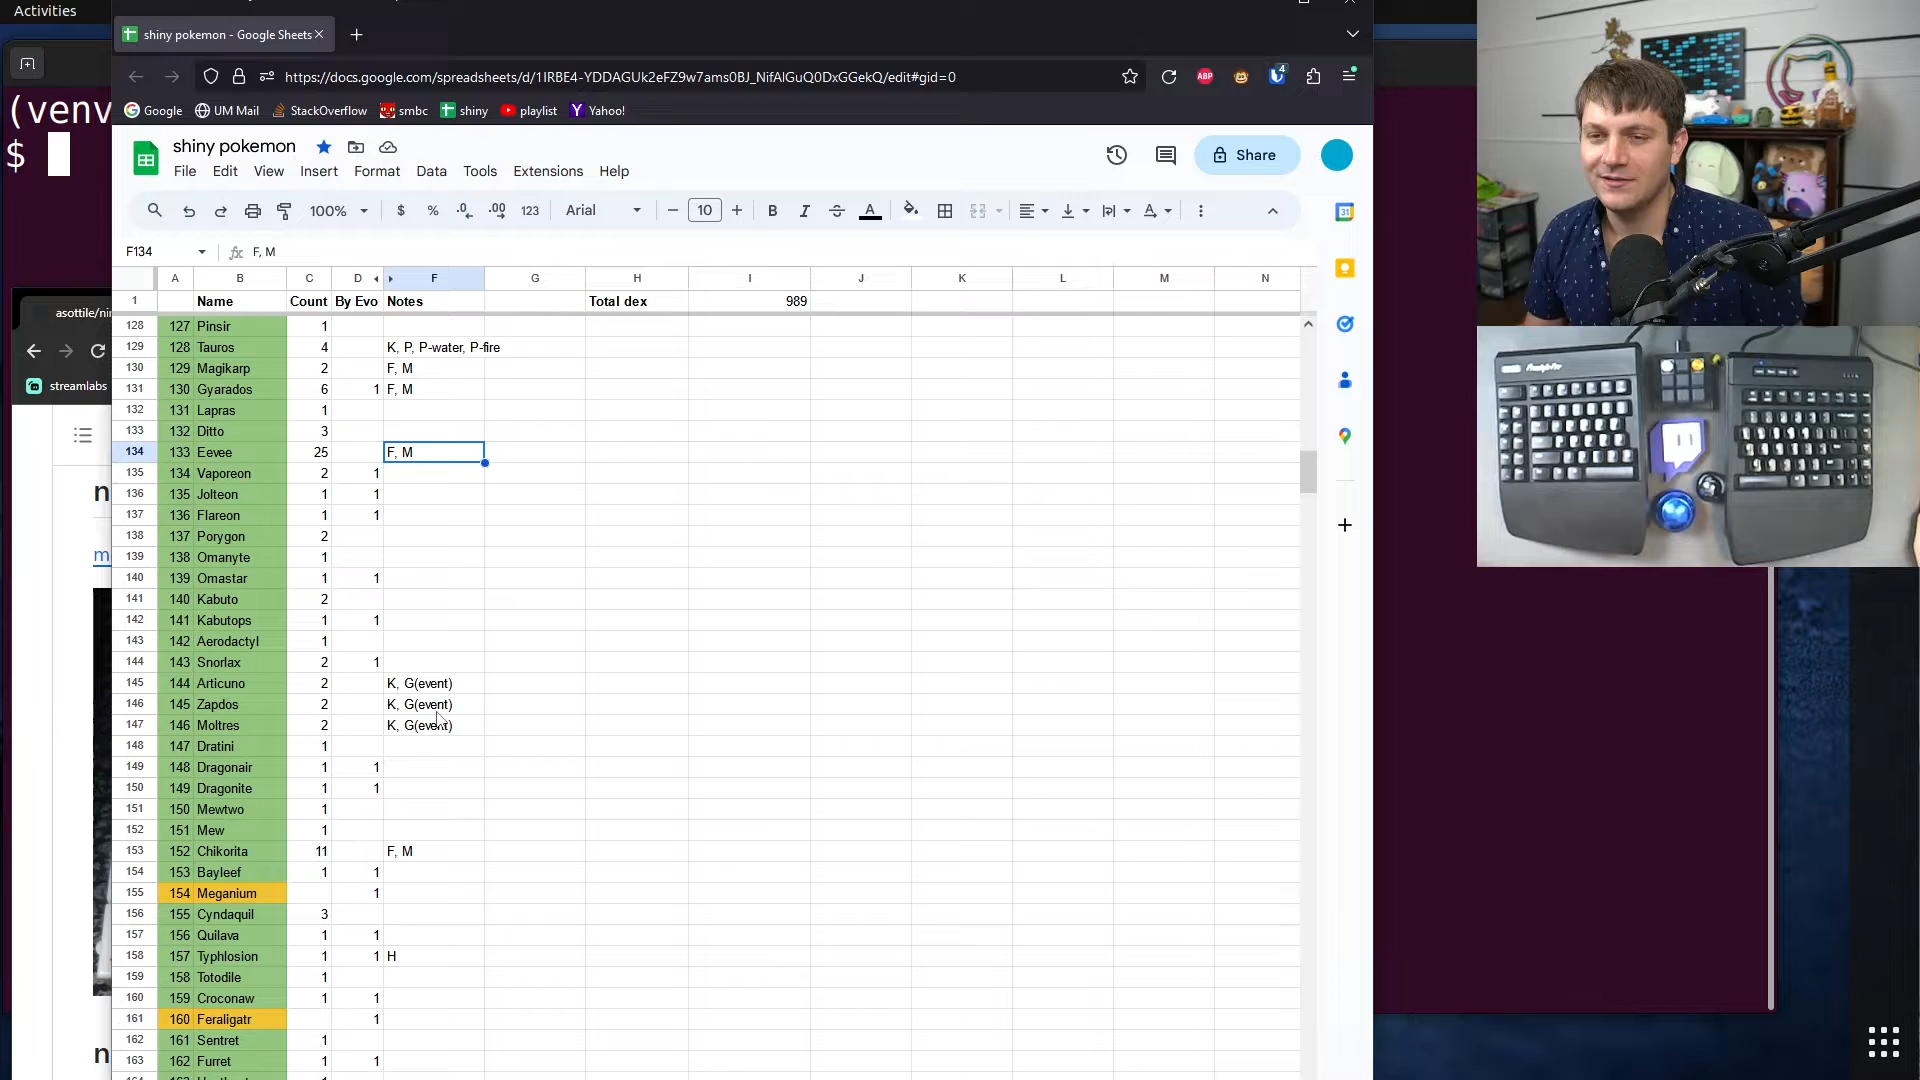 Activities
shiny pokemon - Google Sheets
https://docs.google.com/spreadsheets/d/1IRBE4-YDDAGUk2eFZ9w7ams0BJ_NifAlGuQ0DxGGekQ/edit#gid=0
ABP
4
Google UM Mail StackOverflow smbc shiny playlist Yahoo!
(venv
$
shiny pokemon
Share
File Edit View Insert Format Data Tools Extensions Help
100% $ % .0 .00 123 Arial 10 B I A
F134 fx F, M
A B C D F G H I J K L M N
1 Name Count By Evo Notes Total dex 989
128 127 Pinsir 1
129 128 Tauros 4 K, P, P-water, P-fire
130 129 Magikarp 2 F, M
131 130 Gyarados 6 1 F, M
132 131 Lapras 1
133 132 Ditto 3
134 133 Eevee 25 F, M
135 134 Vaporeon 2 1
136 135 Jolteon 1 1
137 136 Flareon 1 1
138 137 Porygon 2
139 138 Omanyte 1
140 139 Omastar 1 1
141 140 Kabuto 2
142 141 Kabutops 1 1
143 142 Aerodactyl 1
144 143 Snorlax 2 1
145 144 Articuno 2 K, G(event)
146 145 Zapdos 2 K, G(event)
147 146 Moltres 2 K, G(event)
148 147 Dratini 1
149 148 Dragonair 1 1
150 149 Dragonite 1 1
151 150 Mewtwo 1
152 151 Mew 1
153 152 Chikorita 11 F, M
154 153 Bayleef 1 1
155 154 Meganium 1
156 155 Cyndaquil 3
157 156 Quilava 1 1
158 157 Typhlosion 1 1 H
159 158 Totodile 1
160 159 Croconaw 1 1
161 160 Feraligatr 1
162 161 Sentret 1
163 162 Furret 1 1
asottile/nin
streamlabs
n
m
n
31